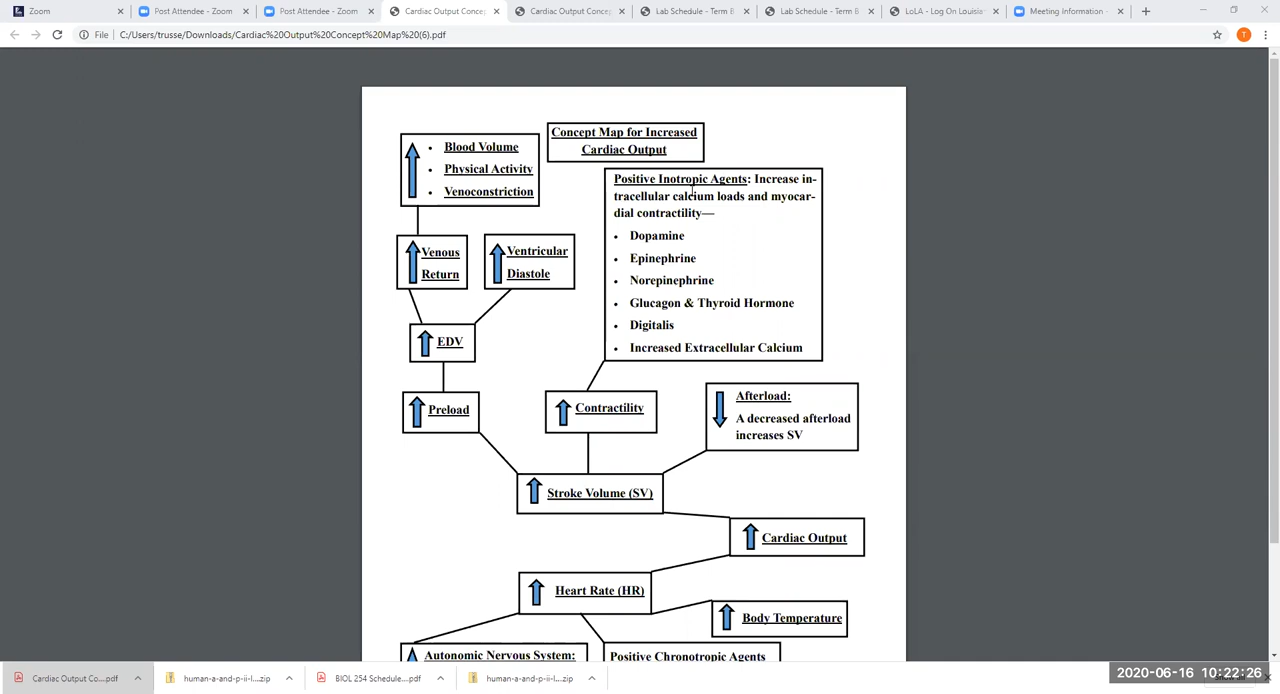 Zoom
Post Attendee - Zoom
Post Attendee - Zoom
Cardiac Output Conce
Cardiac Output Conce
Lab Schedule - Term B
Lab Schedule - Term B
LoLA - Log On Louisia
Meeting Information -
File
C:/Users/trusse/Downloads/Cardiac%20Output%20Concept%20Map%20(6).pdf
T
Concept Map for Increased
Cardiac Output
• Blood Volume
• Physical Activity
• Venoconstriction
Positive Inotropic Agents: Increase in-
tracellular calcium loads and myocar-
dial contractility—
• Dopamine
• Epinephrine
• Norepinephrine
• Glucagon & Thyroid Hormone
• Digitalis
• Increased Extracellular Calcium
Venous
Return
Ventricular
Diastole
EDV
Preload
Contractility
Afterload:
A decreased afterload
increases SV
Stroke Volume (SV)
Cardiac Output
Heart Rate (HR)
Body Temperature
Autonomic Nervous System:
Positive Chronotropic Agents
Cardiac Output Co....pdf
human-a-and-p-ii-l....zip
BIOL 254 Schedule....pdf
human-a-and-p-ii-l....zip
2020-06-16 10:22:26